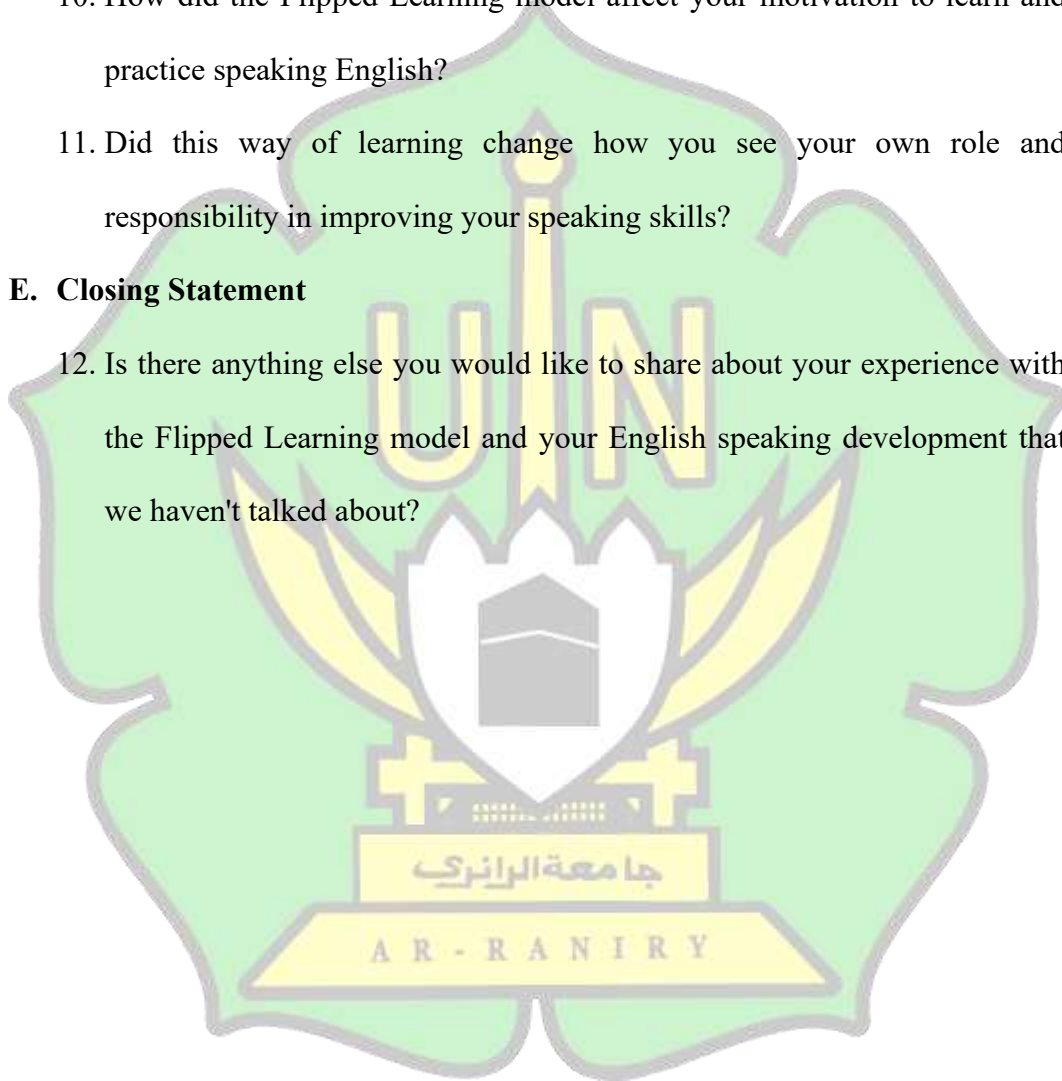 10. How did the Flipped Learning model affect your motivation to learn and
practice speaking English?
11. Did this way of learning change how you see your own role and
responsibility in improving your speaking skills?
E. Closing Statement
12. Is there anything else you would like to share about your experience with
the Flipped Learning model and your English speaking development that
we haven't talked about?
UIN
جامعةالرانري
AR-RANIRY